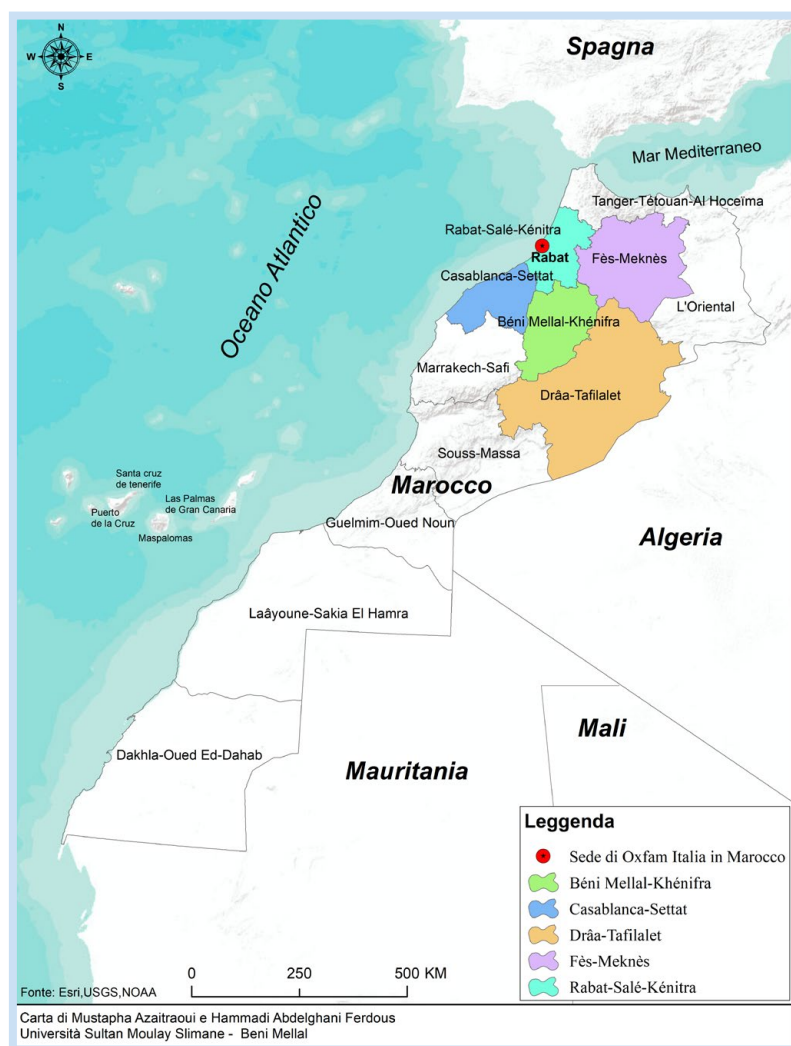 N
W
E
S
Spagna
Mar Mediterraneo
Oceano Atlantico
Tanger-Tétouan-Al Hoceïma
Rabat-Salé-Kénitra
Rabat
Fès-Meknès
Casablanca-Settat
L'Oriental
Béni Mellal-Khénifra
Marrakech-Safi
Drâa-Tafilalet
Souss-Massa
Marocco
Santa cruz
de tenerife
Las Palmas
de Gran Canaria
Puerto
de la Cruz
Maspalomas
Guelmim-Oued Noun
Algeria
Laâyoune-Sakia El Hamra
Mali
Dakhla-Oued Ed-Dahab
Mauritania
Leggenda
Sede di Oxfam Italia in Marocco
Béni Mellal-Khénifra
Casablanca-Settat
Drâa-Tafilalet
Fès-Meknès
Rabat-Salé-Kénitra
0 250 500 KM
Fonte: Esri,USGS,NOAA
Carta di Mustapha Azaitraoui e Hammadi Abdelghani Ferdous
Università Sultan Moulay Slimane - Beni Mellal